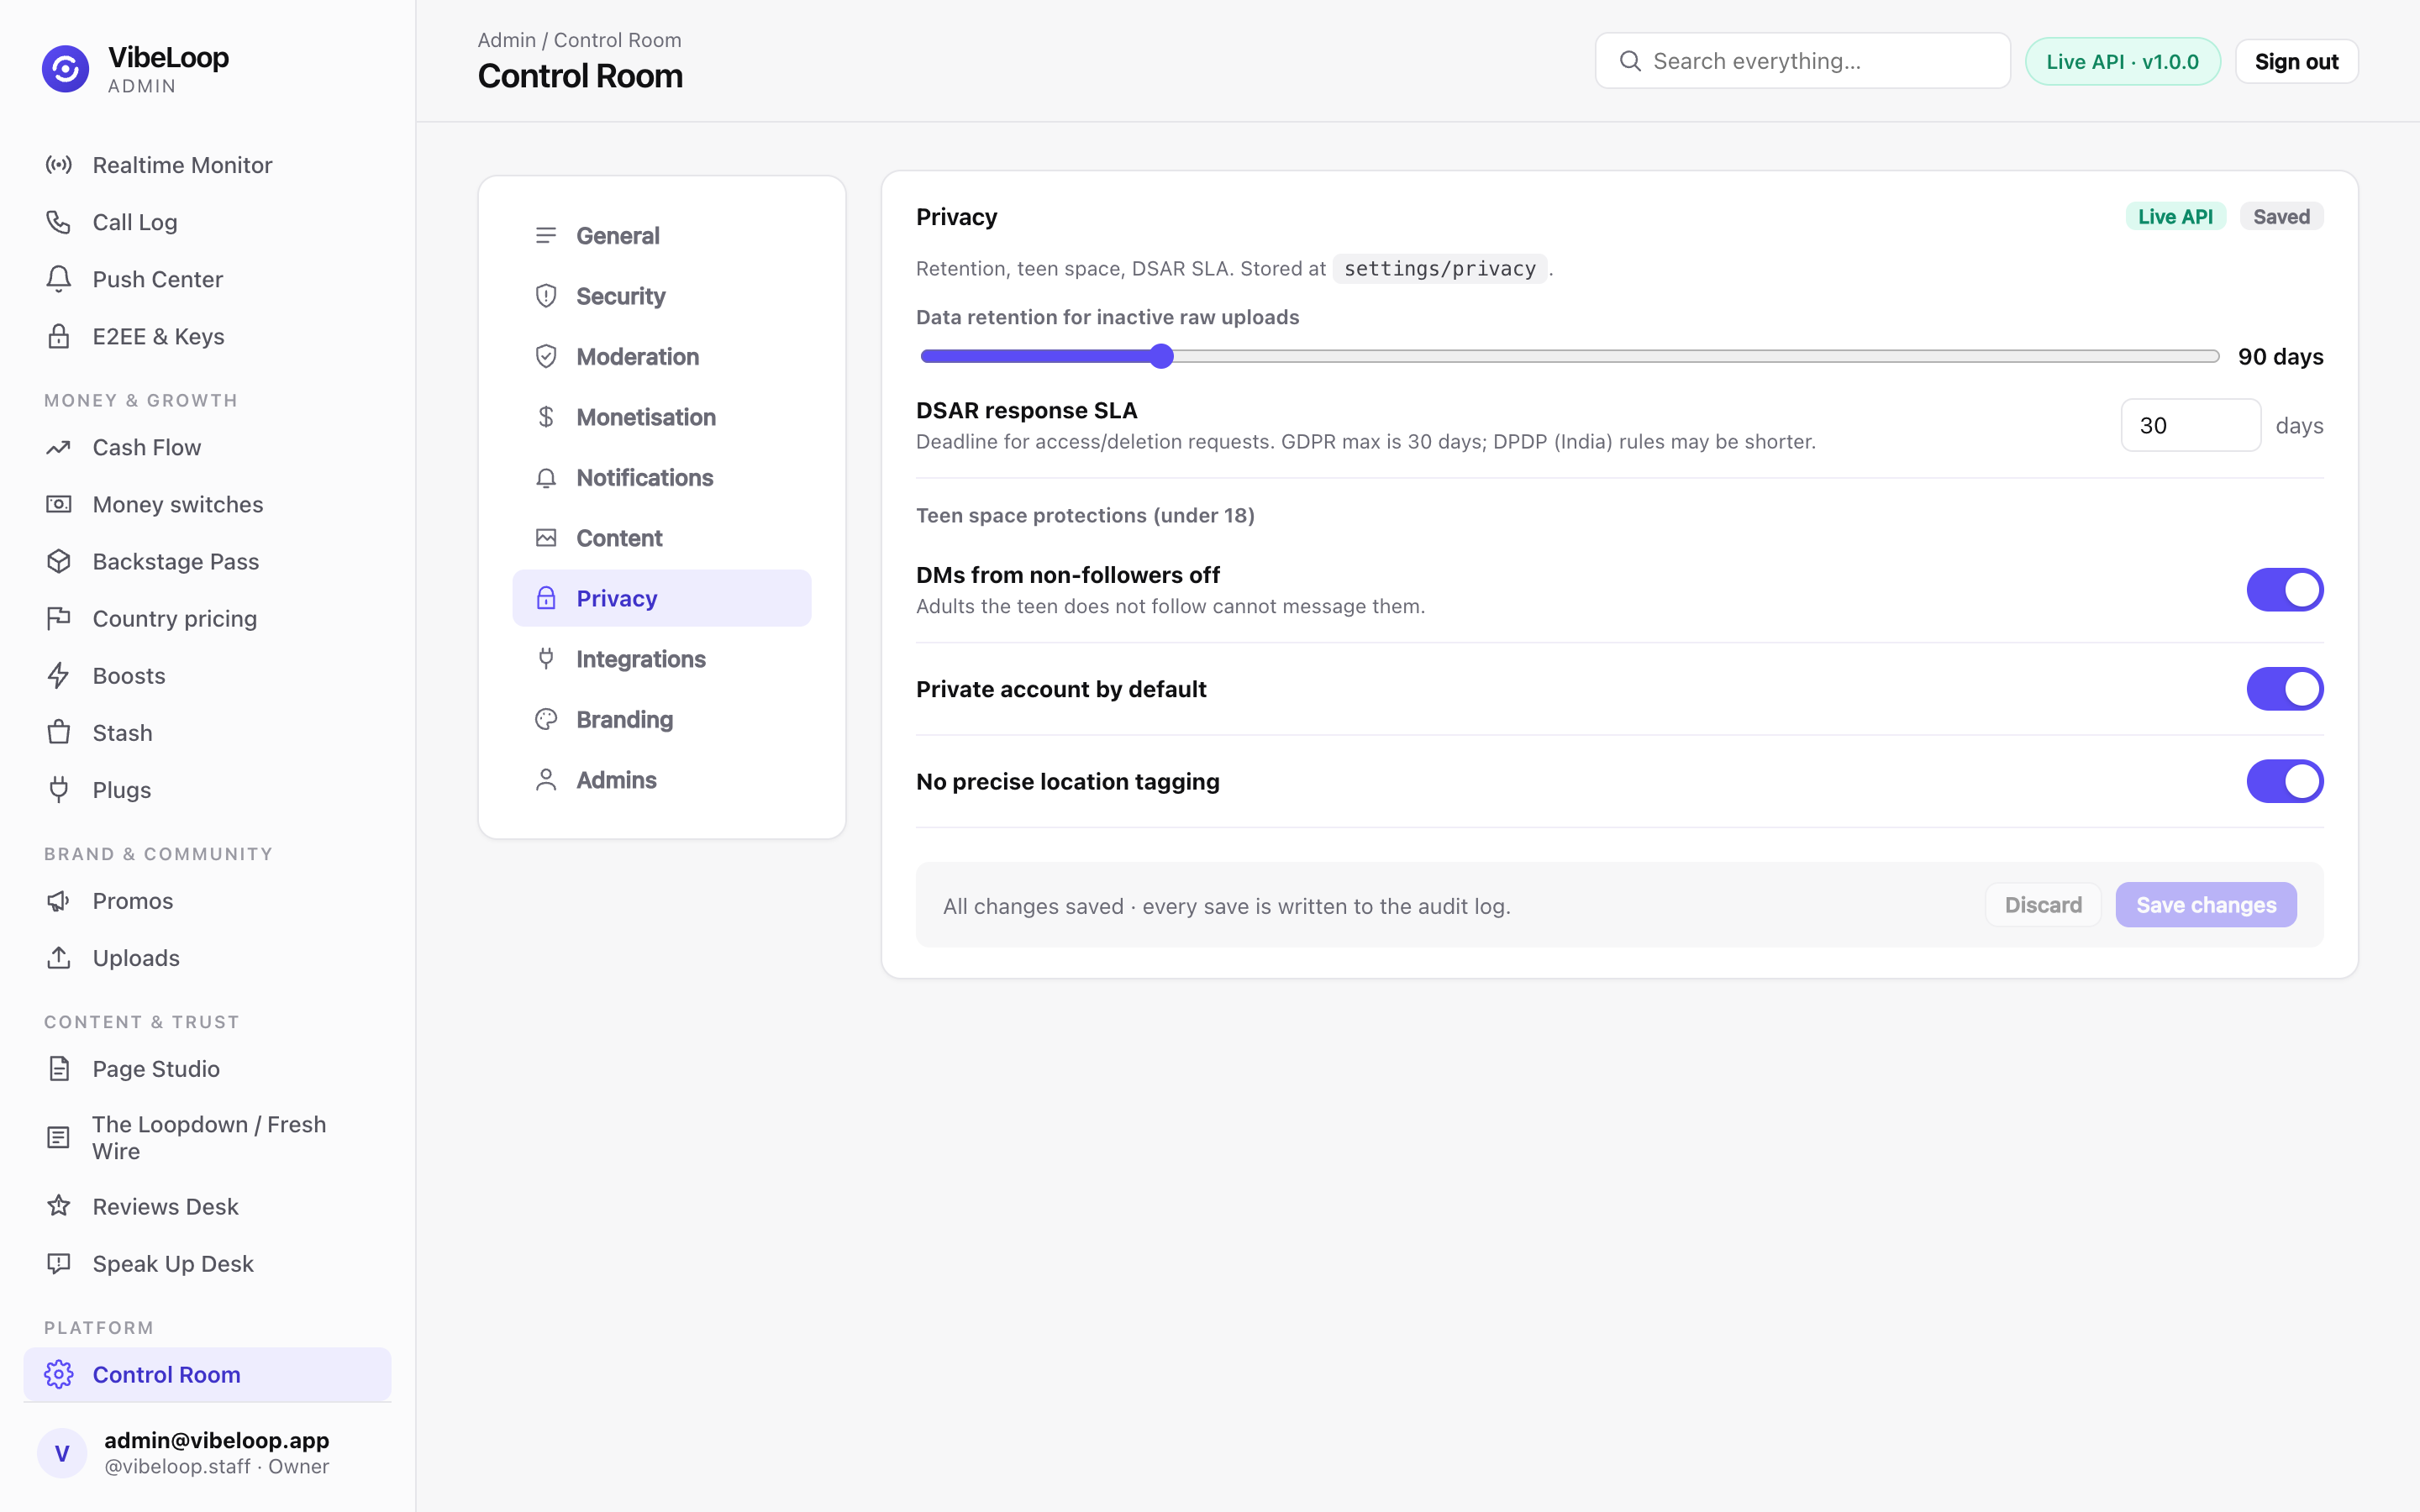 VibeLoop
ADMIN
Realtime Monitor
Call Log
Push Center
E2EE & Keys
MONEY & GROWTH
Cash Flow
Money switches
Backstage Pass
Country pricing
Boosts
Stash
Plugs
BRAND & COMMUNITY
Promos
Uploads
CONTENT & TRUST
Page Studio
The Loopdown / Fresh
Wire
Reviews Desk
Speak Up Desk
PLATFORM
Control Room
V
admin@vibeloop.app
@vibeloop.staff · Owner
Admin / Control Room
Control Room
Search everything...
Live API · v1.0.0
Sign out
General
Security
Moderation
Monetisation
Notifications
Content
Privacy
Integrations
Branding
Admins
Privacy
Live API
Saved
Retention, teen space, DSAR SLA. Stored at settings/privacy .
Data retention for inactive raw uploads
90 days
DSAR response SLA
Deadline for access/deletion requests. GDPR max is 30 days; DPDP (India) rules may be shorter.
30 days
Teen space protections (under 18)
DMs from non-followers off
Adults the teen does not follow cannot message them.
Private account by default
No precise location tagging
All changes saved · every save is written to the audit log.
Discard
Save changes